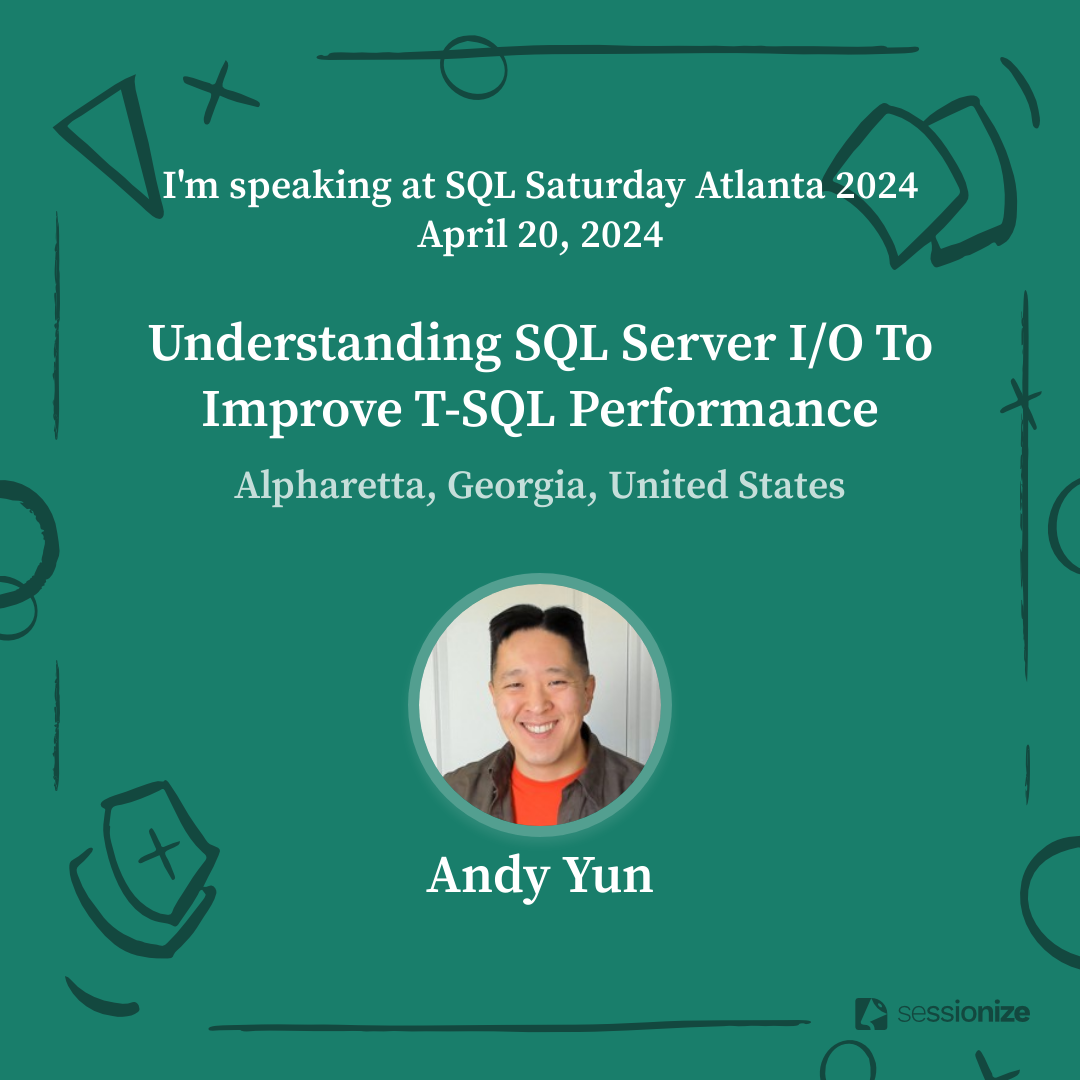 I'm speaking at SQL Saturday Atlanta 2024
April 20, 2024
Understanding SQL Server I/O To
Improve T-SQL Performance
Alpharetta, Georgia, United States
Andy Yun
sessionize